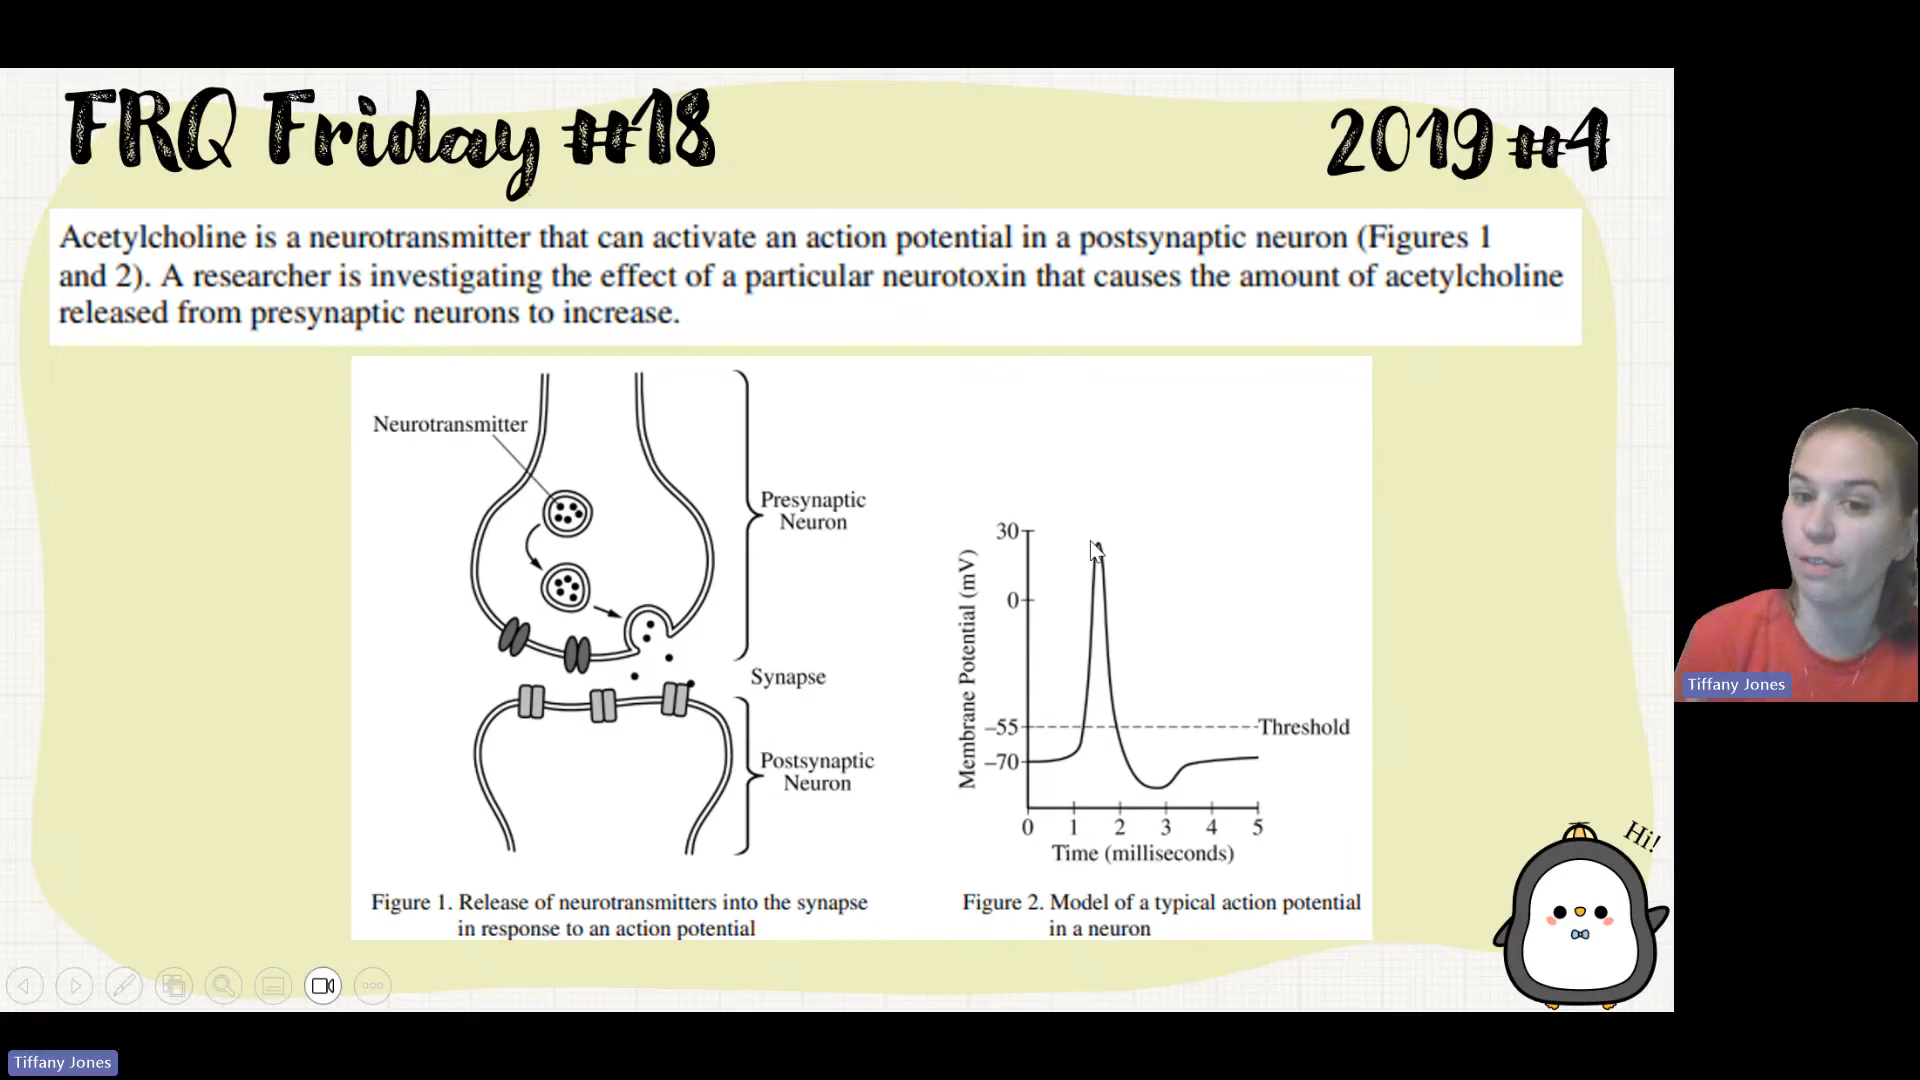 FRQ Friday #18
2019 #4
Acetylcholine is a neurotransmitter that can activate an action potential in a postsynaptic neuron (Figures 1
and 2). A researcher is investigating the effect of a particular neurotoxin that causes the amount of acetylcholine
released from presynaptic neurons to increase.
Neurotransmitter
Presynaptic
Neuron
Synapse
Postsynaptic
Neuron
Figure 1. Release of neurotransmitters into the synapse
in response to an action potential
Membrane Potential (mV)
30
0
–55
–70
Threshold
0 1 2 3 4 5
Time (milliseconds)
Figure 2. Model of a typical action potential
in a neuron
Hi!
Tiffany Jones
Tiffany Jones